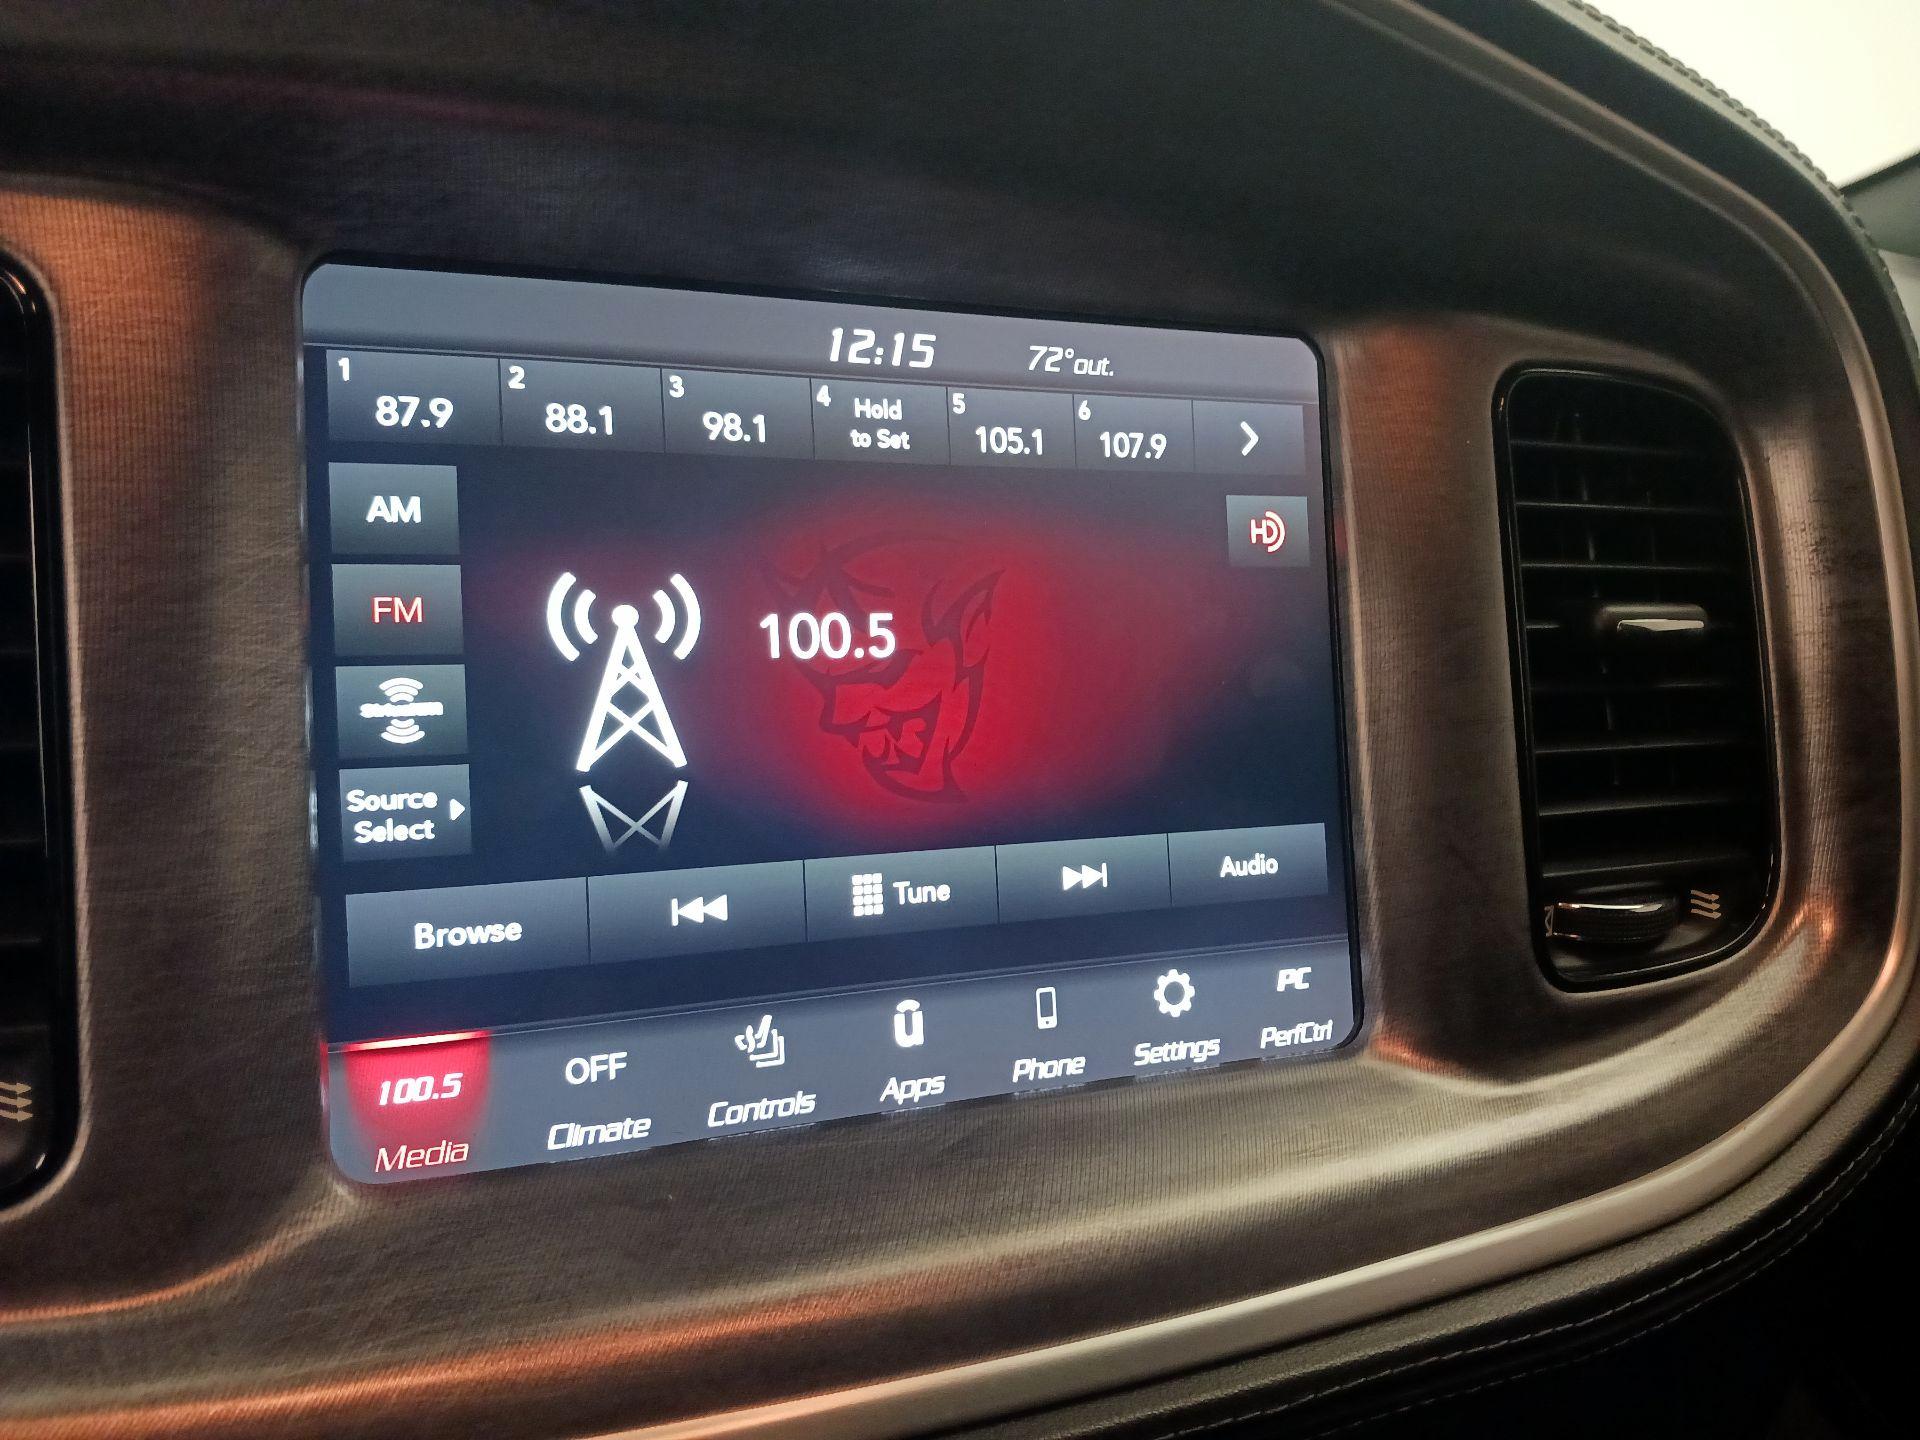 12:15 72°out.
1 2 3 4 Hold 5 6
87.9 88.1 98.1 to Set 105.1 107.9
AM
HD
FM
100.5
Source
Select
Browse Tune Audio
100.5 OFF PC
Media Climate Controls Apps Phone Settings PerfCtrl